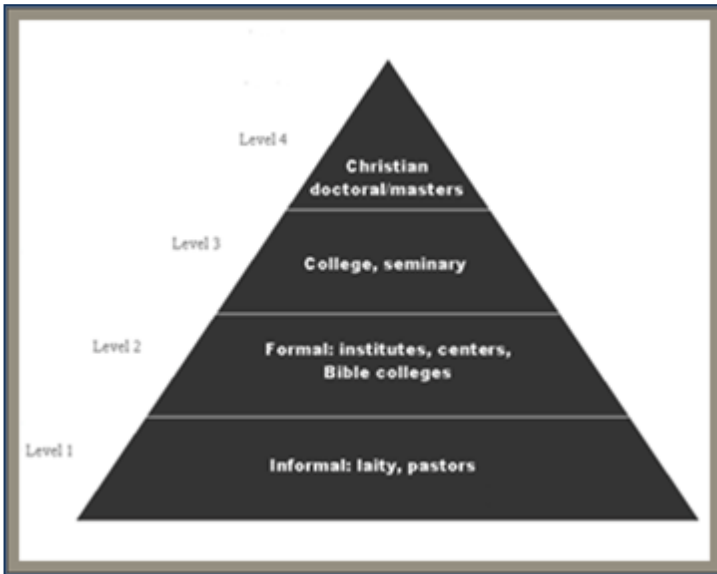 Level 4
Christian
doctoral/masters
Level 3
College, seminary
Level 2
Formal: institutes, centers,
Bible colleges
Level 1
Informal: laity, pastors